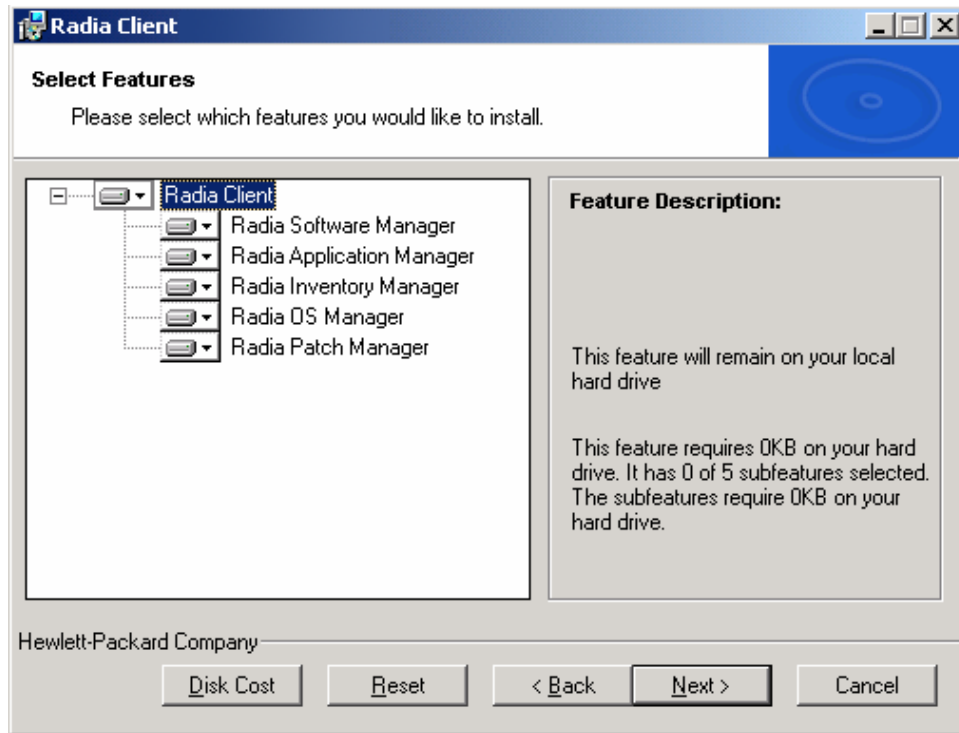 Radia Client
Select Features
Please select which features you would like to install.
Radia Client
Radia Software Manager
Radia Application Manager
Radia Inventory Manager
Radia OS Manager
Radia Patch Manager
Feature Description:
This feature will remain on your local
hard drive
This feature requires 0KB on your hard
drive. It has 0 of 5 subfeatures selected.
The subfeatures require 0KB on your
hard drive.
Hewlett-Packard Company
Disk Cost
Reset
< Back
Next >
Cancel